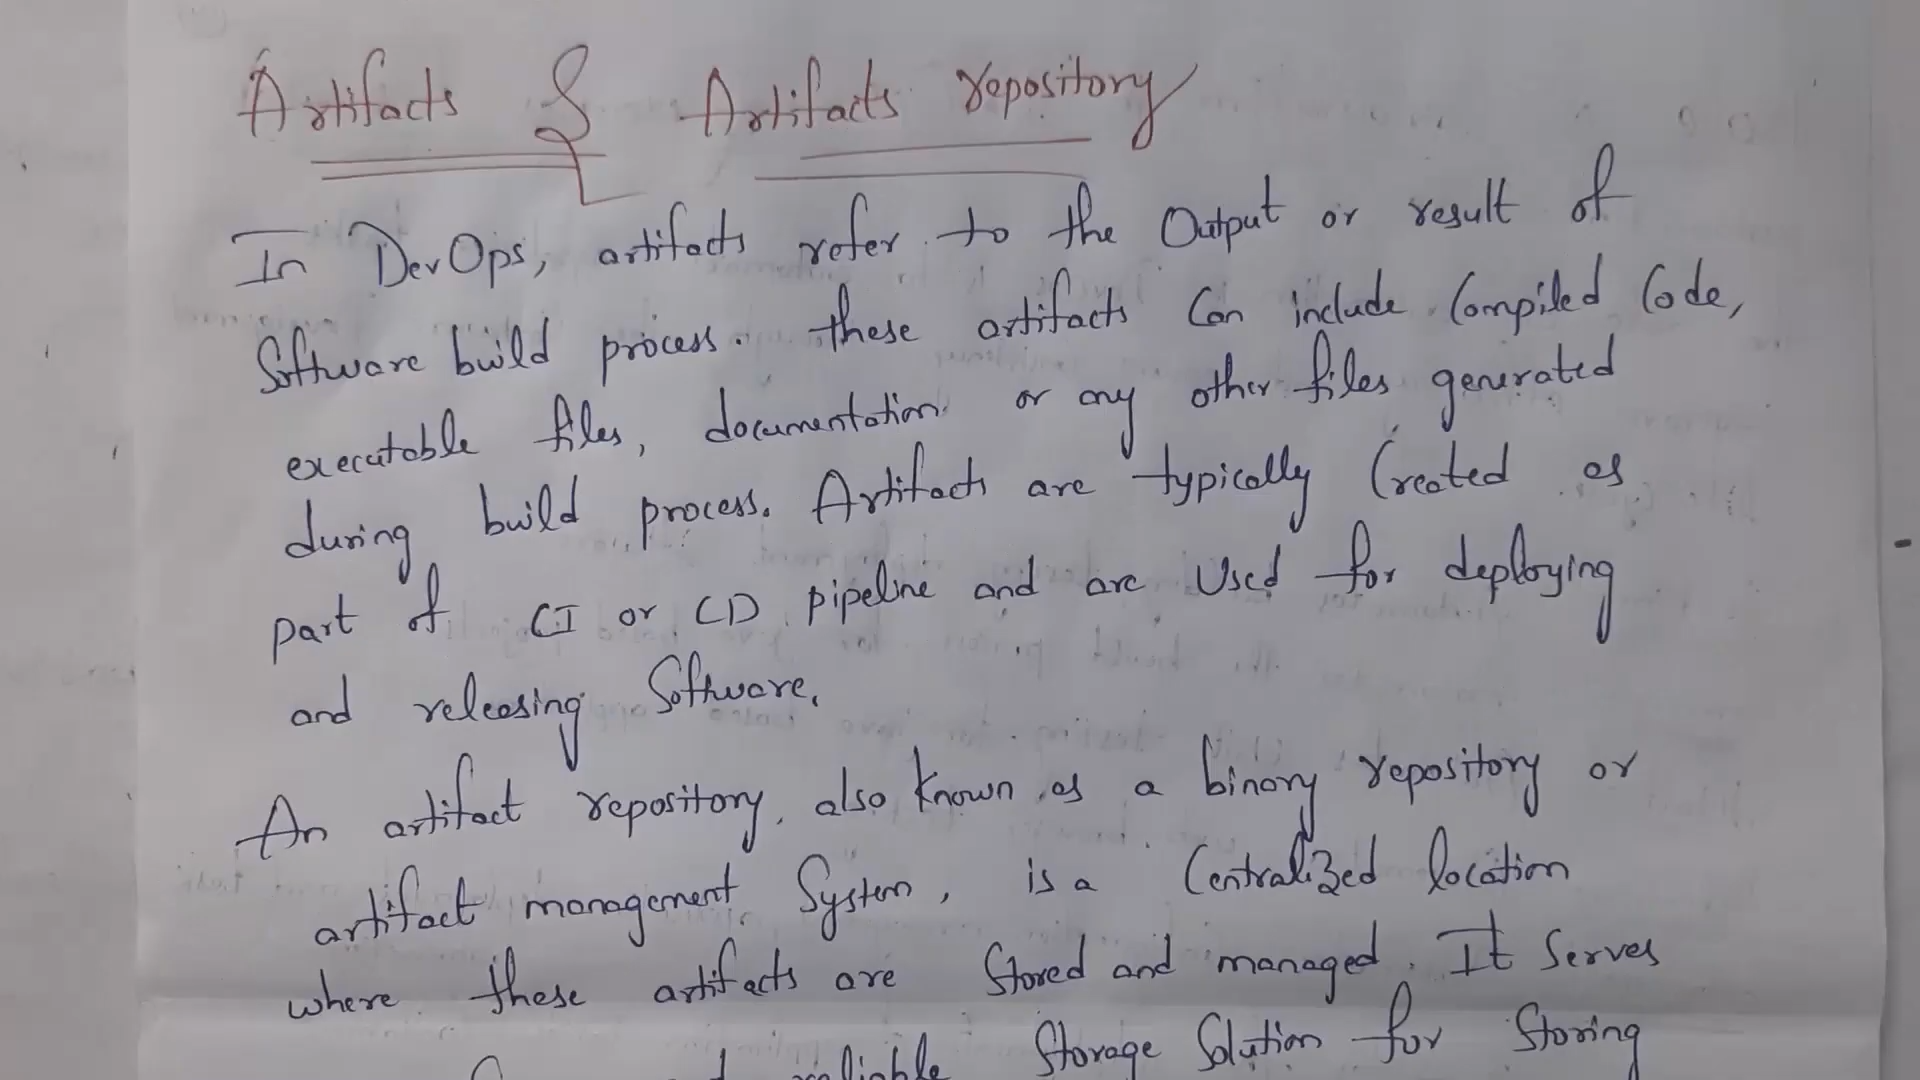 Artifacts & Artifacts repository
In DevOps, artifacts refer to the Output or result of
Software build process. these artifacts Can include Compiled Code,
executable files, documentation or any other files generated
during build process. Artifacts are typically Created as
part of CI or CD pipeline and are Used for deploying
and releasing Software.
An artifact repository, also known as a binary repository or
artifact management System, is a Centralized location
where these artifacts are Stored and managed. It Serves
reliable Storage Solution for Storing